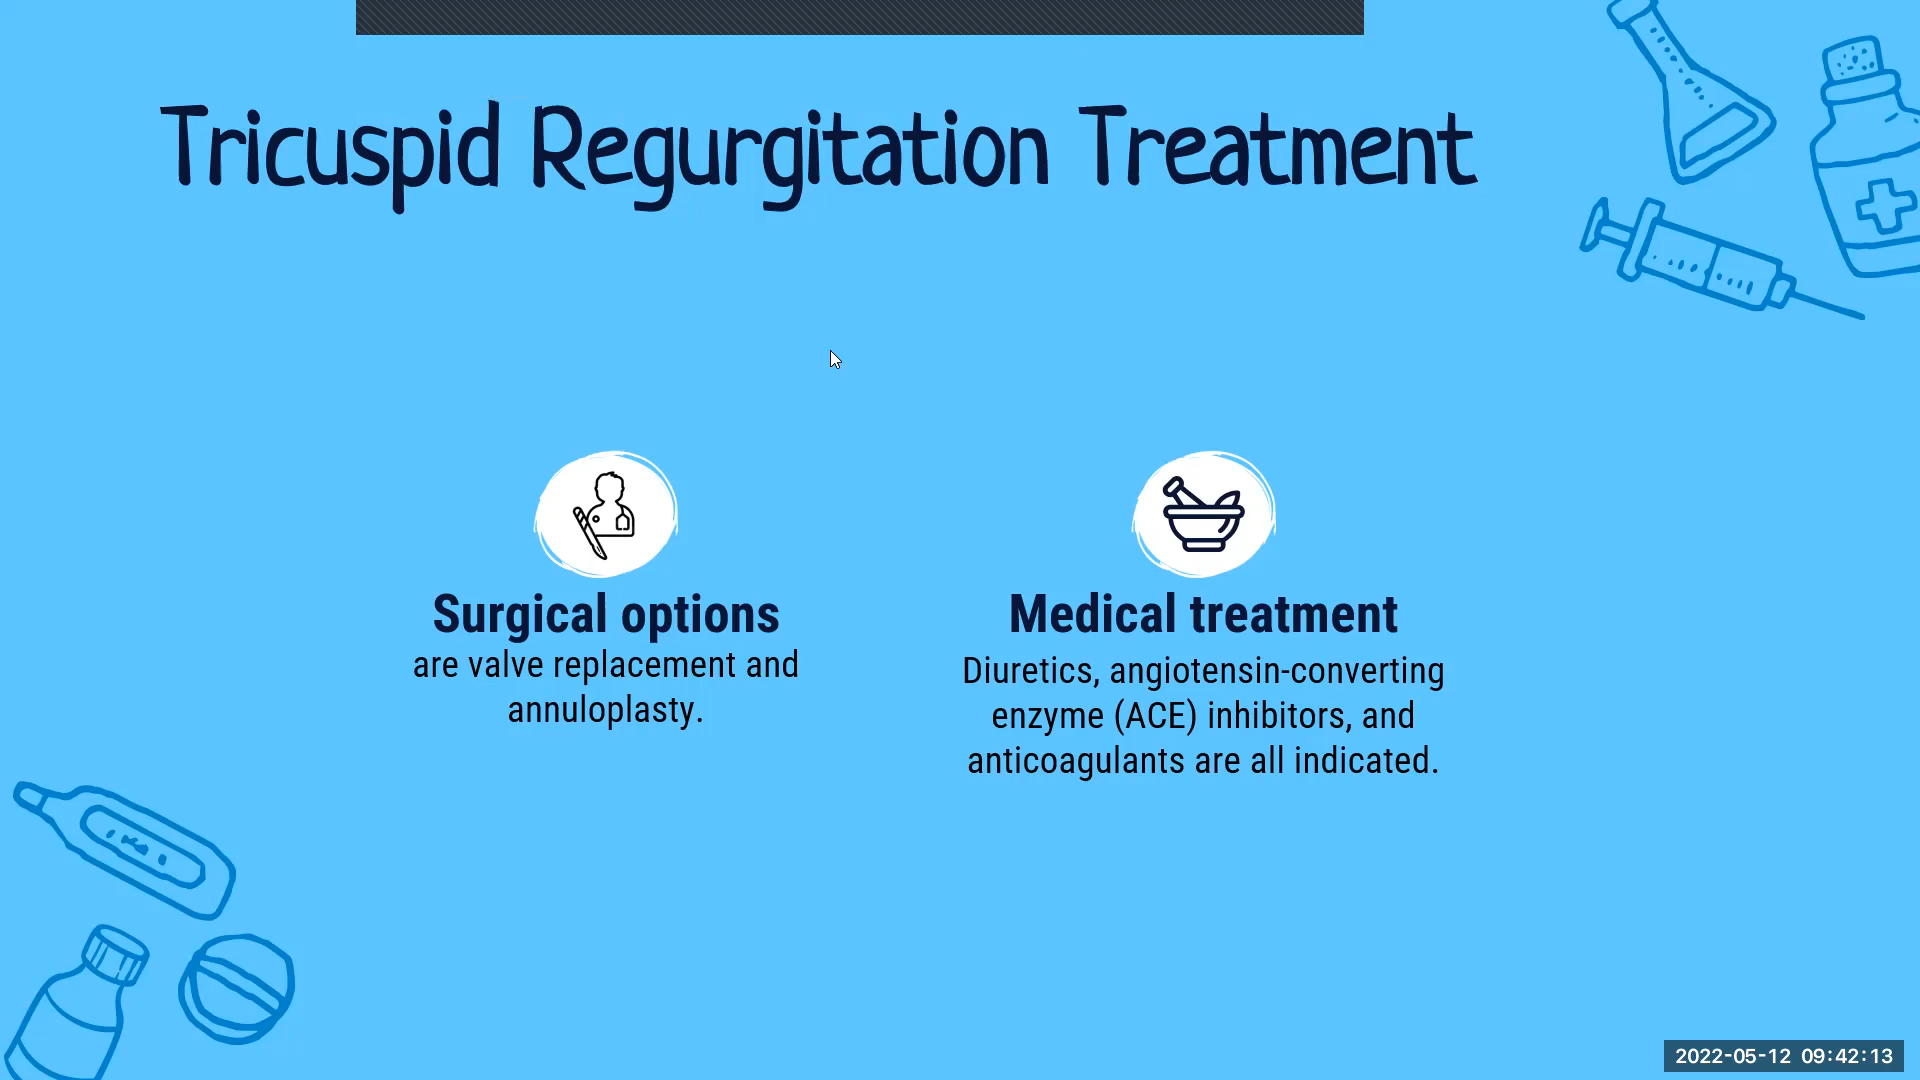 Tricuspid Regurgitation Treatment
Surgical options
are valve replacement and
annuloplasty.
Medical treatment
Diuretics, angiotensin-converting
enzyme (ACE) inhibitors, and
anticoagulants are all indicated.
2022-05-12 09:42:13